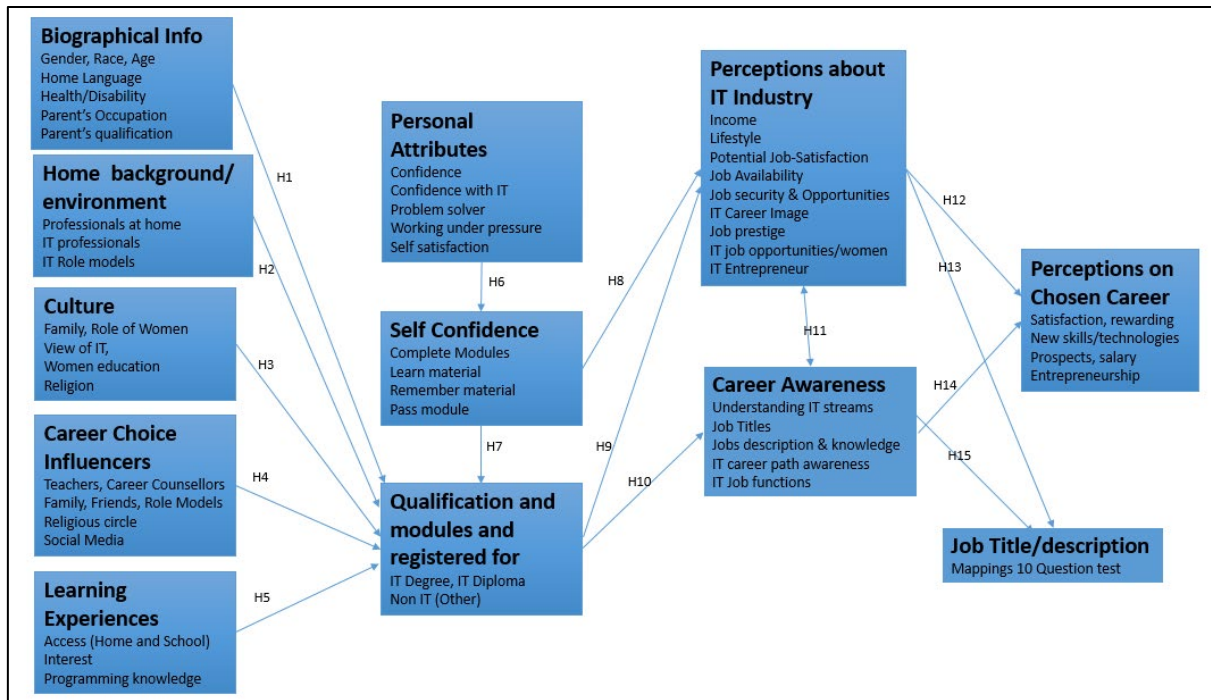 Biographical Info
Gender, Race, Age
Home Language
Health/Disability
Parent's Occupation
Parent's qualification
Home background/
environment
Professionals at home
IT professionals
IT Role models
Culture
Family, Role of Women
View of IT,
Women education
Religion
Career Choice
Influencers
Teachers, Career Counsellors
Family, Friends, Role Models
Religious circle
Social Media
Learning
Experiences
Access (Home and School)
Interest
Programming knowledge
H1
H2
H3
H4
H5
Personal
Attributes
Confidence
Confidence with IT
Problem solver
Working under pressure
Self satisfaction
H6
Self Confidence
Complete Modules
Learn material
Remember material
Pass module
H7
Qualification and
modules and
registered for
IT Degree, IT Diploma
Non IT (Other)
H8
H9
H10
Perceptions about
IT Industry
Income
Lifestyle
Potential Job-Satisfaction
Job Availability
Job security & Opportunities
IT Career Image
Job prestige
IT job opportunities/women
IT Entrepreneur
H11
Career Awareness
Understanding IT streams
Job Titles
Jobs description & knowledge
IT career path awareness
IT Job functions
H12
H13
H14
H15
Perceptions on
Chosen Career
Satisfaction, rewarding
New skills/technologies
Prospects, salary
Entrepreneurship
Job Title/description
Mappings 10 Question test